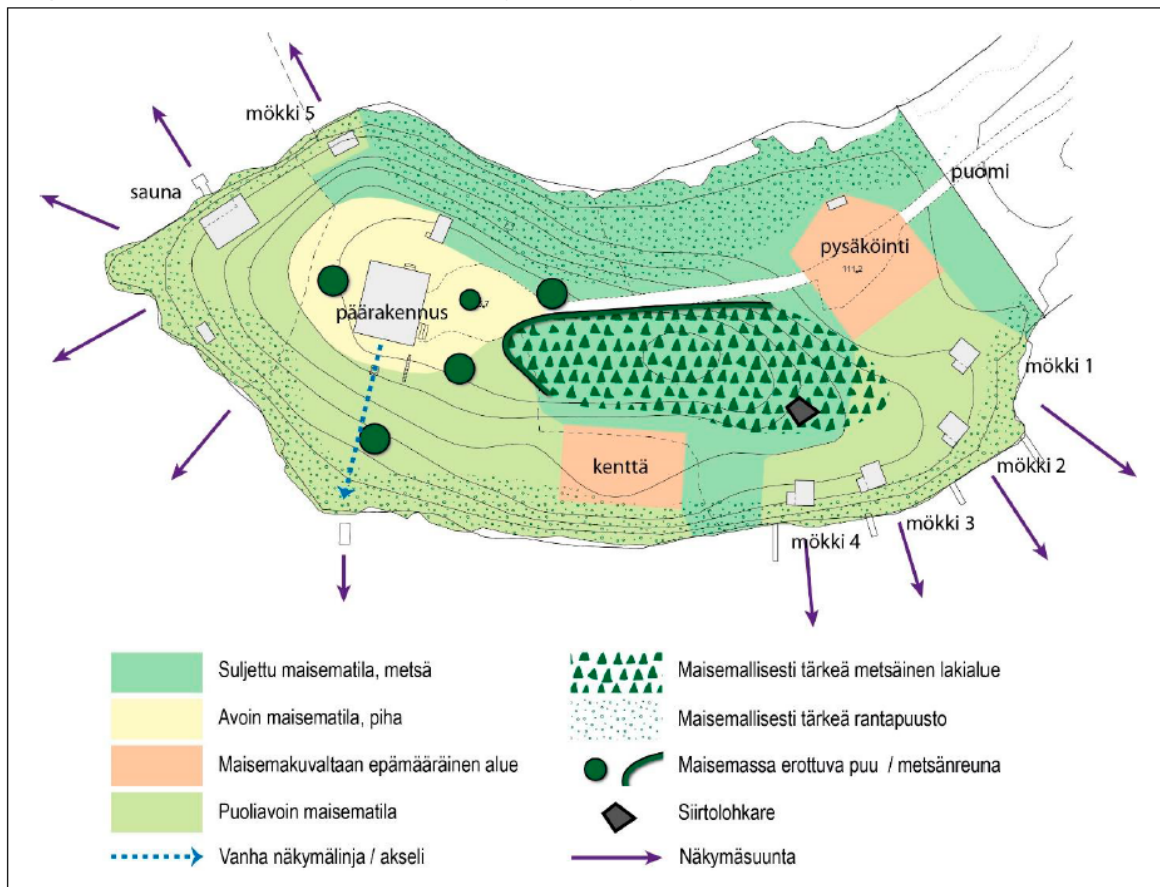 mökki 5
sauna
puomi
pysäköinti
111,2
päärakennus
mökki 1
kenttä
mökki 2
mökki 3
mökki 4
Suljettu maisematila, metsä
Avoin maisematila, piha
Maisemakuvaltaan epämääräinen alue
Puoliavoin maisematila
Vanha näkymälinja / akseli
Maisemallisesti tärkeä metsäinen lakialue
Maisemallisesti tärkeä rantapuusto
Maisemassa erottuva puu / metsänreuna
Siirtolohkare
Näkymäsuunta